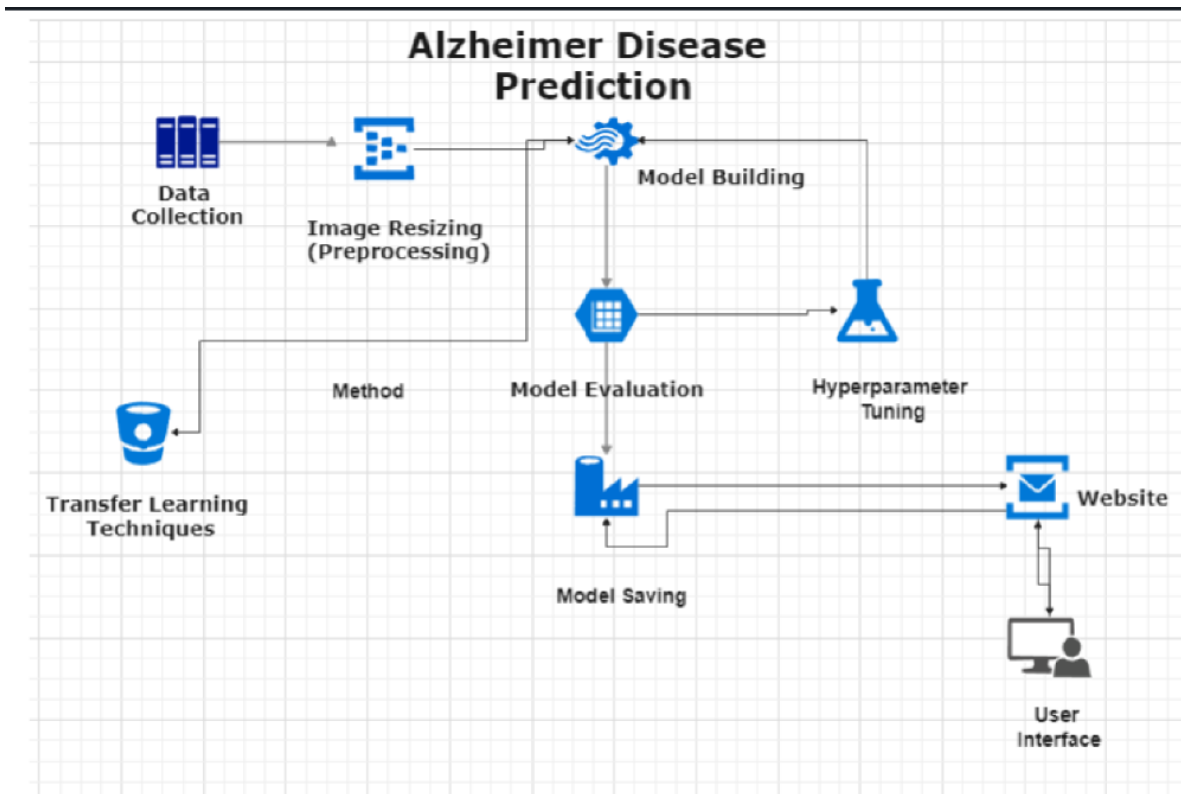 Alzheimer Disease
Prediction
Data
Collection
Image Resizing
(Preprocessing)
Model Building
Method
Model Evaluation
Hyperparameter
Tuning
Transfer Learning
Techniques
Website
Model Saving
User
Interface